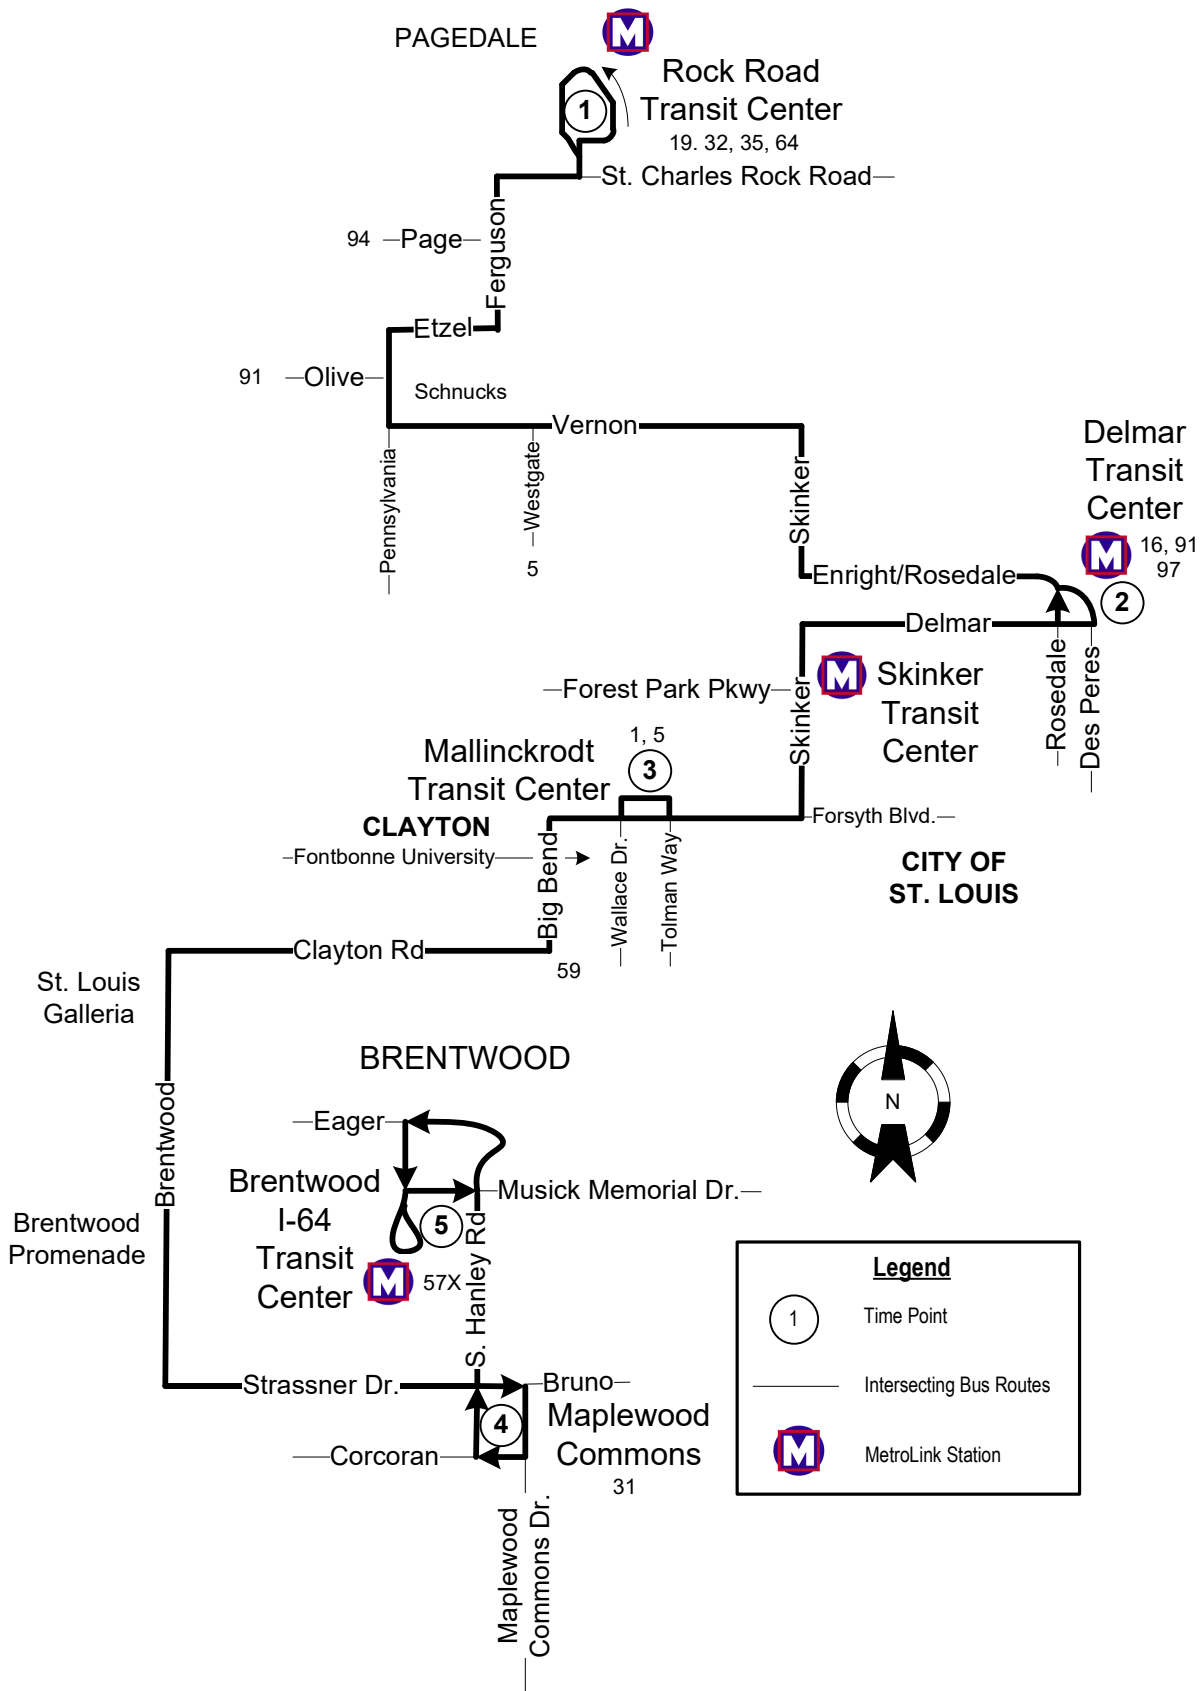 PAGEDALE
M
Rock Road
Transit Center
1
19. 32, 35, 64
St. Charles Rock Road
Ferguson
94
Page
Etzel
91
Olive
Schnucks
Vernon
Pennsylvania
Westgate
5
Skinker
Delmar
Transit
Center
M
16, 91
97
Enright/Rosedale
2
Delmar
Rosedale
Des Peres
Forest Park Pkwy
M
Skinker
Transit
Center
Skinker
1, 5
Mallinckrodt
Transit Center
3
Forsyth Blvd.
CLAYTON
Fontbonne University
Big Bend
Wallace Dr.
Tolman Way
CITY OF
ST. LOUIS
Clayton Rd
59
St. Louis
Galleria
BRENTWOOD
N
Brentwood
Eager
Brentwood
I-64
Transit
Center
Musick Memorial Dr.
5
M
57X
S. Hanley Rd
Brentwood
Promenade
Strassner Dr.
Bruno
4
Maplewood
Commons
31
Corcoran
Maplewood
Commons Dr.
Legend
1
Time Point
Intersecting Bus Routes
M
MetroLink Station